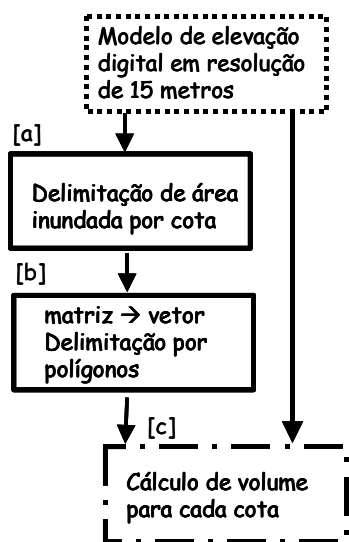 Modelo de elevação
digital em resolução
de 15 metros
[a]
Delimitação de área
inundada por cota
[b]
matriz → vetor
Delimitação por
polígonos
[c]
Cálculo de volume
para cada cota